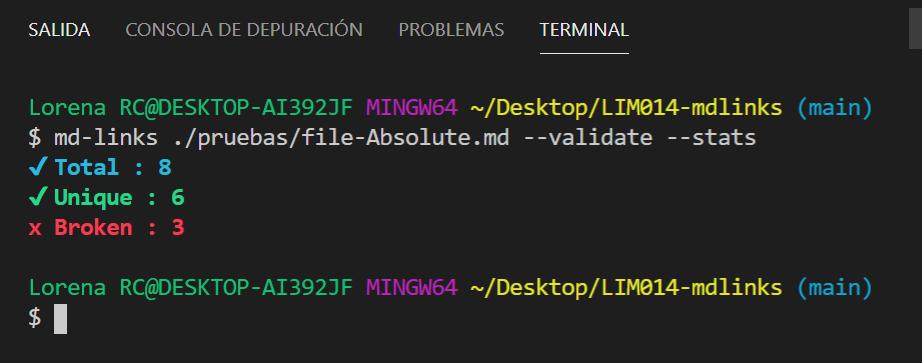 SALIDA CONSOLA DE DEPURACIÓN PROBLEMAS TERMINAL
Lorena RC@DESKTOP-AI392JF MINGW64 ~/Desktop/LIM014-mdlinks (main)
$ md-links ./pruebas/file-Absolute.md --validate --stats
✔ Total : 8
✔ Unique : 6
x Broken : 3
Lorena RC@DESKTOP-AI392JF MINGW64 ~/Desktop/LIM014-mdlinks (main)
$